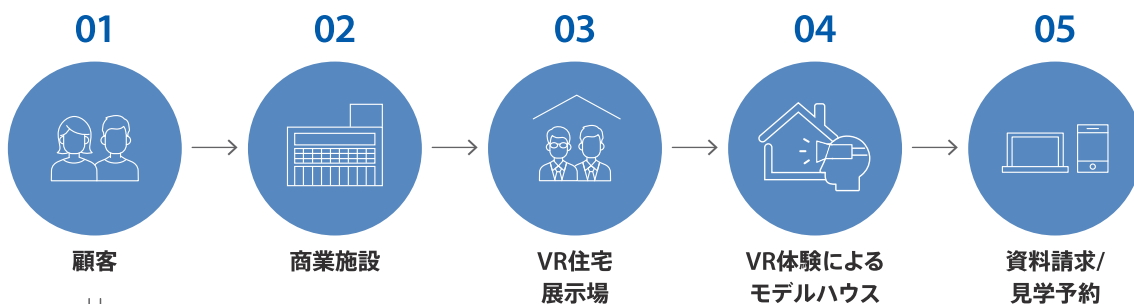 01
顧客
02
商業施設
03
VR住宅
展示場
04
VR体験による
モデルハウス
05
資料請求/
見学予約